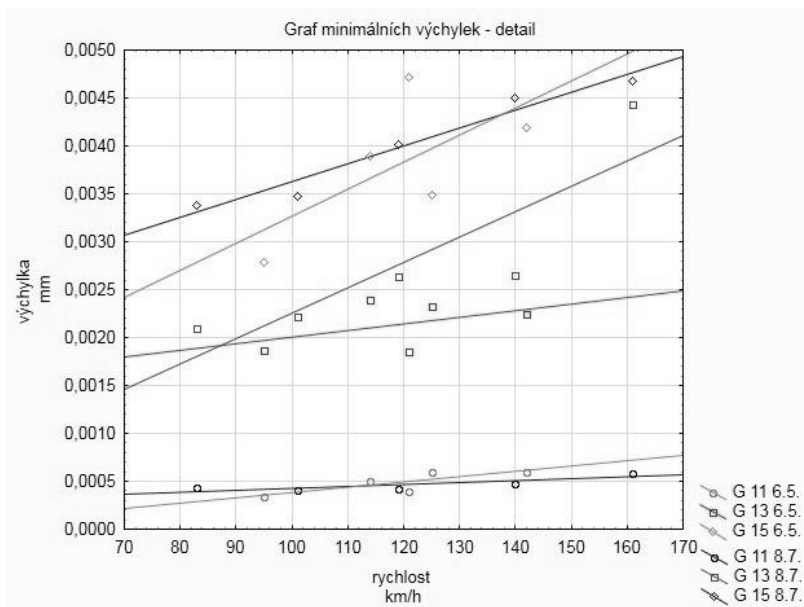 Graf minimálních výchylek - detail
0,0050
0,0045
0,0040
0,0035
0,0030
výchylka
mm
0,0025
0,0020
0,0015
0,0010
0,0005
0,0000
70 80 90 100 110 120 130 140 150 160 170
rychlost
km/h
G 11 6.5.
G 13 6.5.
G 15 6.5.
G 11 8.7.
G 13 8.7.
G 15 8.7.